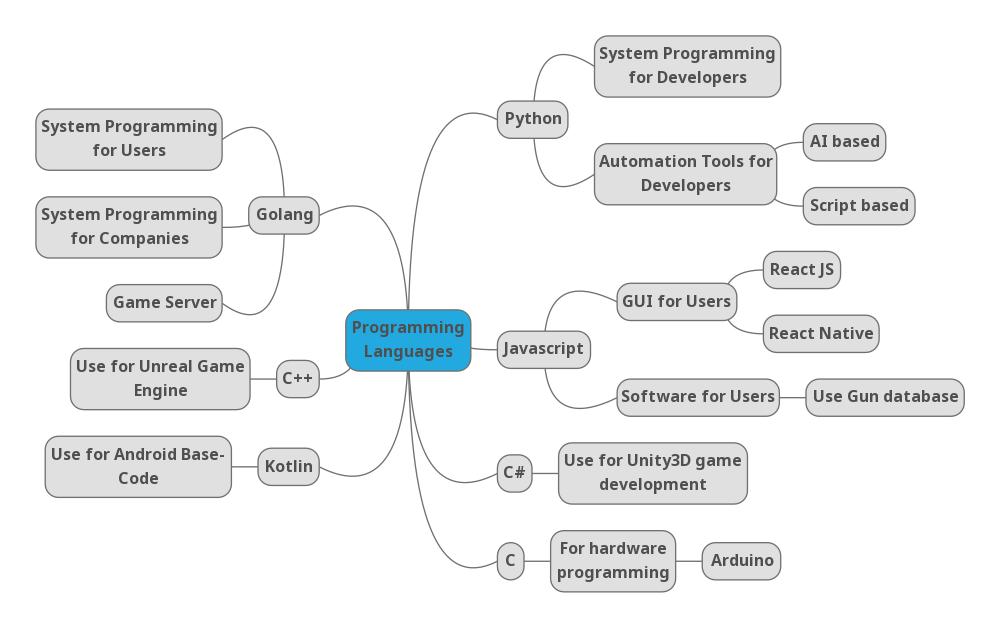 Programming
Languages
Python
System Programming
for Developers
Automation Tools for
Developers
AI based
Script based
Javascript
GUI for Users
React JS
React Native
Software for Users
Use Gun database
C#
Use for Unity3D game
development
C
For hardware
programming
Arduino
Golang
System Programming
for Users
System Programming
for Companies
Game Server
C++
Use for Unreal Game
Engine
Kotlin
Use for Android Base-
Code